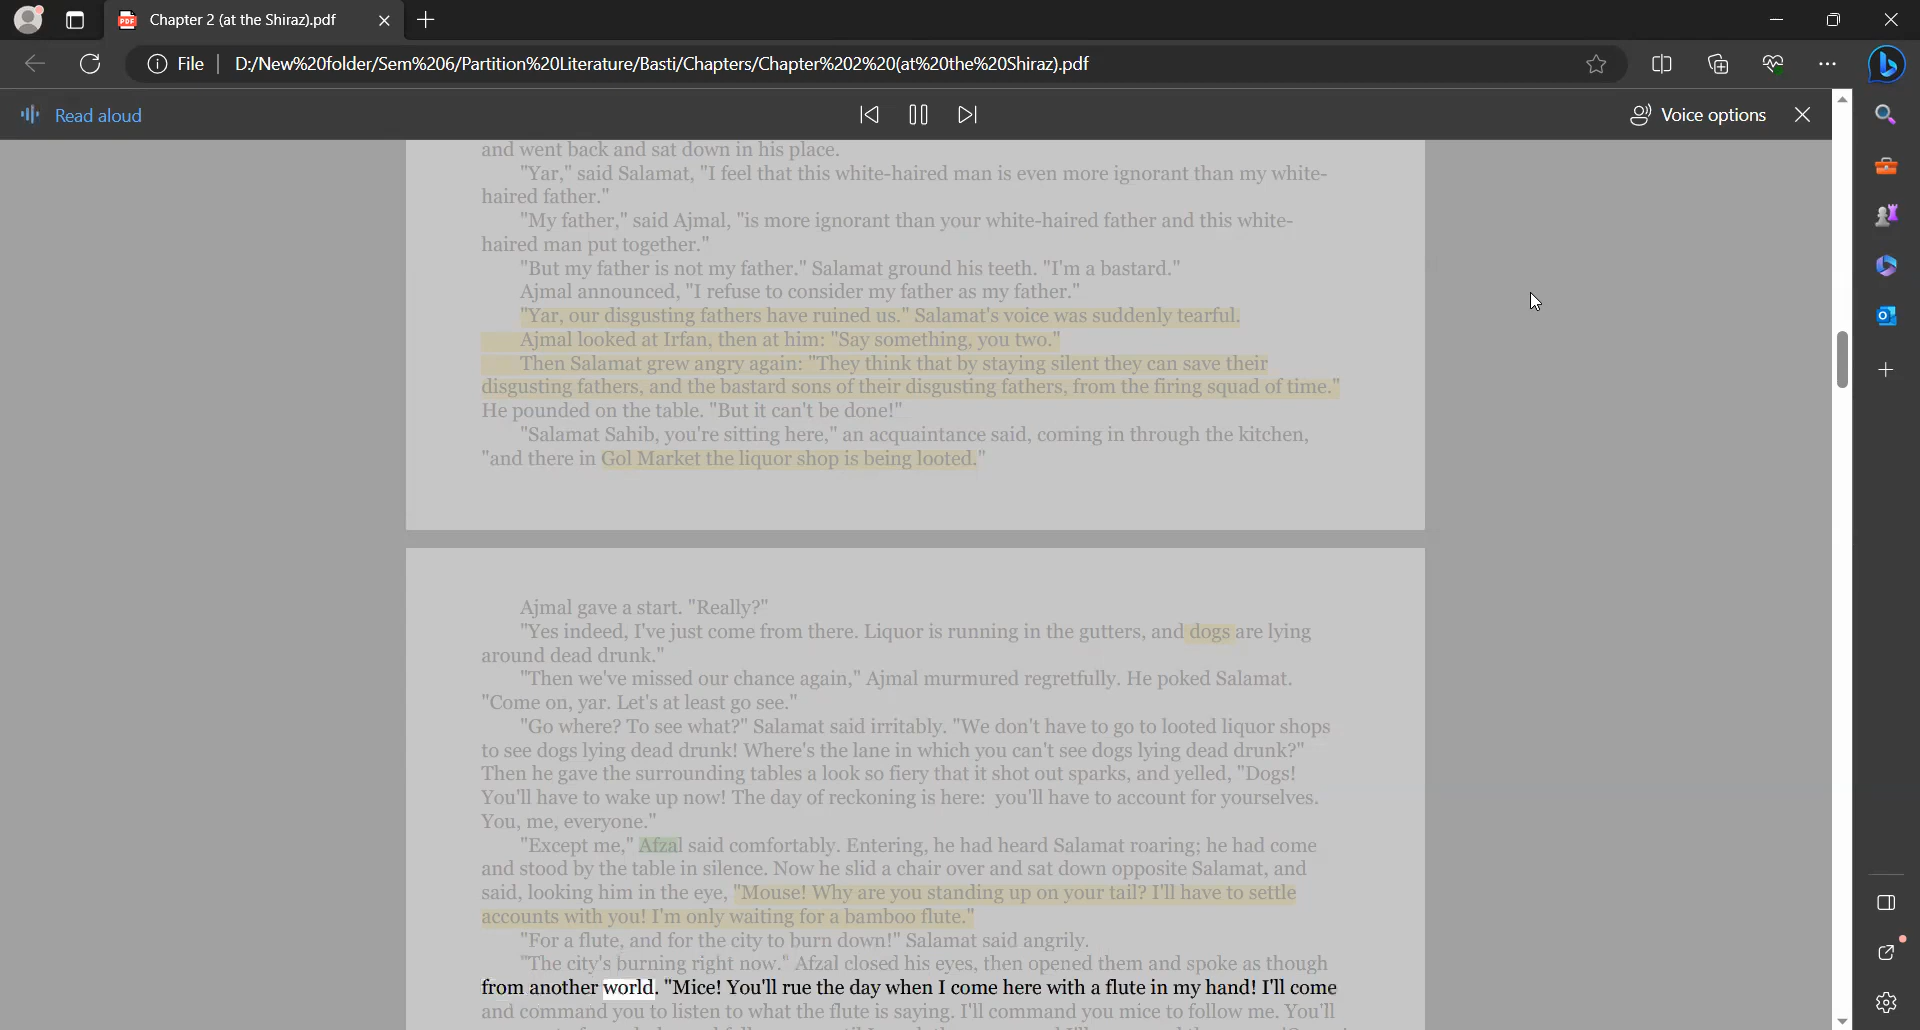 Chapter 2 (at the Shiraz).pdf
File
D:/New%20folder/Sem%206/Partition%20Literature/Basti/Chapters/Chapter%202%20(at%20the%20Shiraz).pdf
Read aloud
Voice options
and went back and sat down in his place.
"Yar," said Salamat, "I feel that this white-haired man is even more ignorant than my white-
haired father."
"My father," said Ajmal, "is more ignorant than your white-haired father and this white-
haired man put together."
"But my father is not my father." Salamat ground his teeth. "I'm a bastard."
Ajmal announced, "I refuse to consider my father as my father."
"Yar, our disgusting fathers have ruined us." Salamat's voice was suddenly tearful.
Ajmal looked at Irfan, then at him: "Say something, you two."
Then Salamat grew angry again: "They think that by staying silent they can save their
disgusting fathers, and the bastard sons of their disgusting fathers, from the firing squad of time."
He pounded on the table. "But it can't be done!"
"Salamat Sahib, you're sitting here," an acquaintance said, coming in through the kitchen,
"and there in Gol Market the liquor shop is being looted."
Ajmal gave a start. "Really?"
"Yes indeed, I've just come from there. Liquor is running in the gutters, and dogs are lying
around dead drunk."
"Then we've missed our chance again," Ajmal murmured regretfully. He poked Salamat.
"Come on, yar. Let's at least go see."
"Go where? To see what?" Salamat said irritably. "We don't have to go to looted liquor shops
to see dogs lying dead drunk! Where's the lane in which you can't see dogs lying dead drunk?"
Then he gave the surrounding tables a look so fiery that it shot out sparks, and yelled, "Dogs!
You'll have to wake up now! The day of reckoning is here: you'll have to account for yourselves.
You, me, everyone."
"Except me," Afzal said comfortably. Entering, he had heard Salamat roaring; he had come
and stood by the table in silence. Now he slid a chair over and sat down opposite Salamat, and
said, looking him in the eye, "Mouse! Why are you standing up on your tail? I'll have to settle
accounts with you! I'm only waiting for a bamboo flute."
"For a flute, and for the city to burn down!" Salamat said angrily.
"The city's burning right now." Afzal closed his eyes, then opened them and spoke as though
from another world. "Mice! You'll rue the day when I come here with a flute in my hand! I'll come
and command you to listen to what the flute is saying. I'll command you mice to follow me. You'll